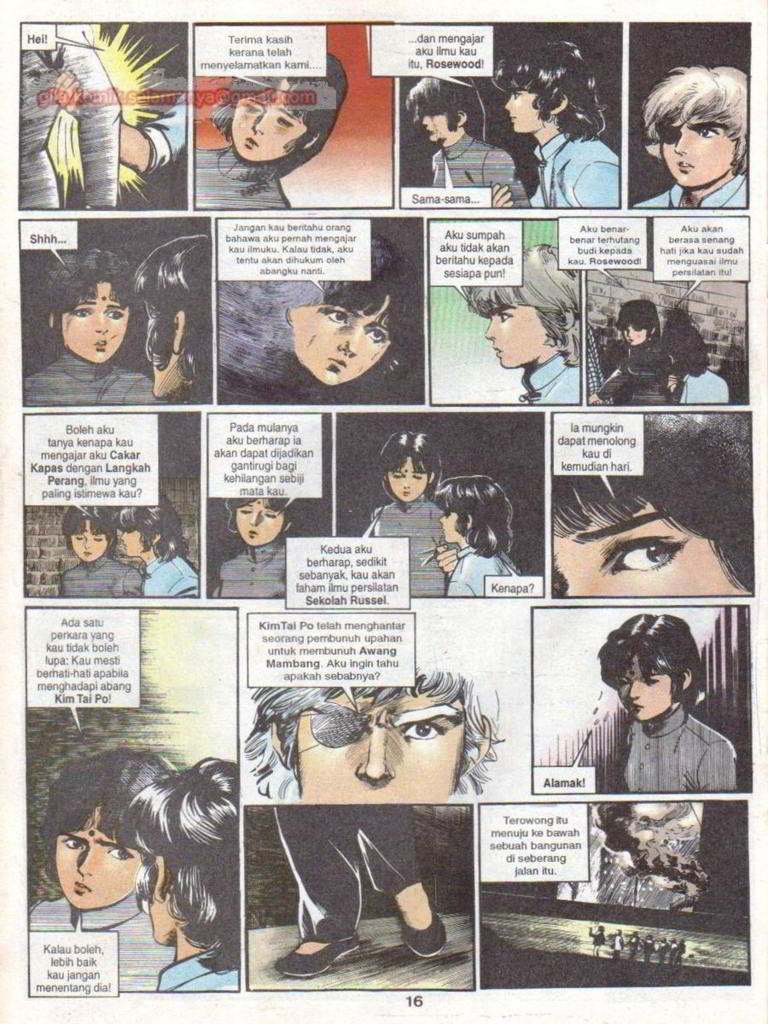 Hei!
Terima kasih
kerana telah
menyelamatkan kami....
...dan mengajar
aku ilmu kau
itu, Rosewood!
Sama-sama...
Shhh...
Jangan kau beritahu orang
bahawa aku pernah mengajar
kau ilmuku. Kalau tidak, aku
tentu akan dihukum oleh
abangku nanti.
Aku sumpah
aku tidak akan
beritahu kepada
sesiapa pun!
Aku benar-
benar terhutang
budi kepada
kau. Rosewood!
Aku akan
berasa senang
hati jika kau sudah
menguasai ilmu
persilatan itu!
Boleh aku
tanya kenapa kau
mengajar aku Cakar
Kapas dengan Langkah
Perang, ilmu yang
paling istimewa kau?
Pada mulanya
aku berharap ia
akan dapat dijadikan
gantirugi bagi
kehilangan sebiji
mata kau.
Kedua aku
berharap, sedikit
sebanyak, kau akan
faham ilmu persilatan
Sekolah Russel.
Kenapa?
Ia mungkin
dapat menolong
kau di
kemudian hari.
Ada satu
perkara yang
kau tidak boleh
lupa: Kau mesti
berhati-hati apabila
menghadapi abang
Kim Tai Po!
Kalau boleh,
lebih baik
kau jangan
menentang dia!
Kim Tai Po telah menghantar
seorang pembunuh upahan
untuk membunuh Awang
Mambang. Aku ingin tahu
apakah sebabnya?
Alamak!
Terowong itu
menuju ke bawah
sebuah bangunan
di seberang
jalan itu.
16